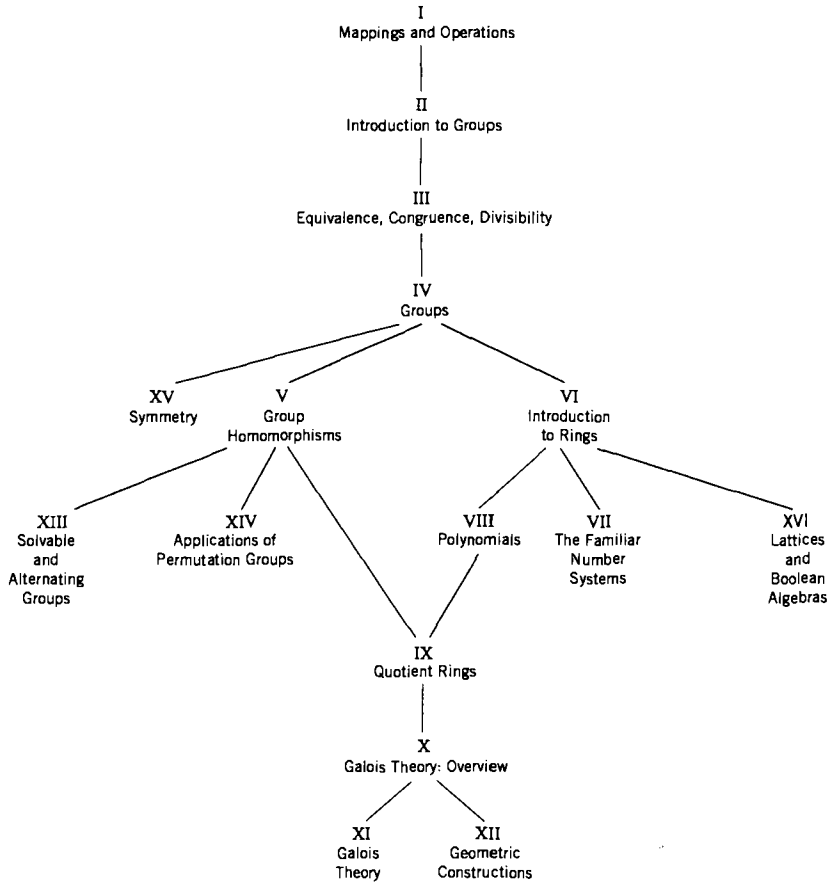 I
Mappings and Operations
II
Introduction to Groups
III
Equivalence, Congruence, Divisibility
IV
Groups
XV
Symmetry
V
Group
Homomorphisms
VI
Introduction
to Rings
XIII
Solvable
and
Alternating
Groups
XIV
Applications of
Permutation Groups
VIII
Polynomials
VII
The Familiar
Number
Systems
XVI
Lattices
and
Boolean
Algebras
IX
Quotient Rings
X
Galois Theory: Overview
XI
Galois
Theory
XII
Geometric
Constructions